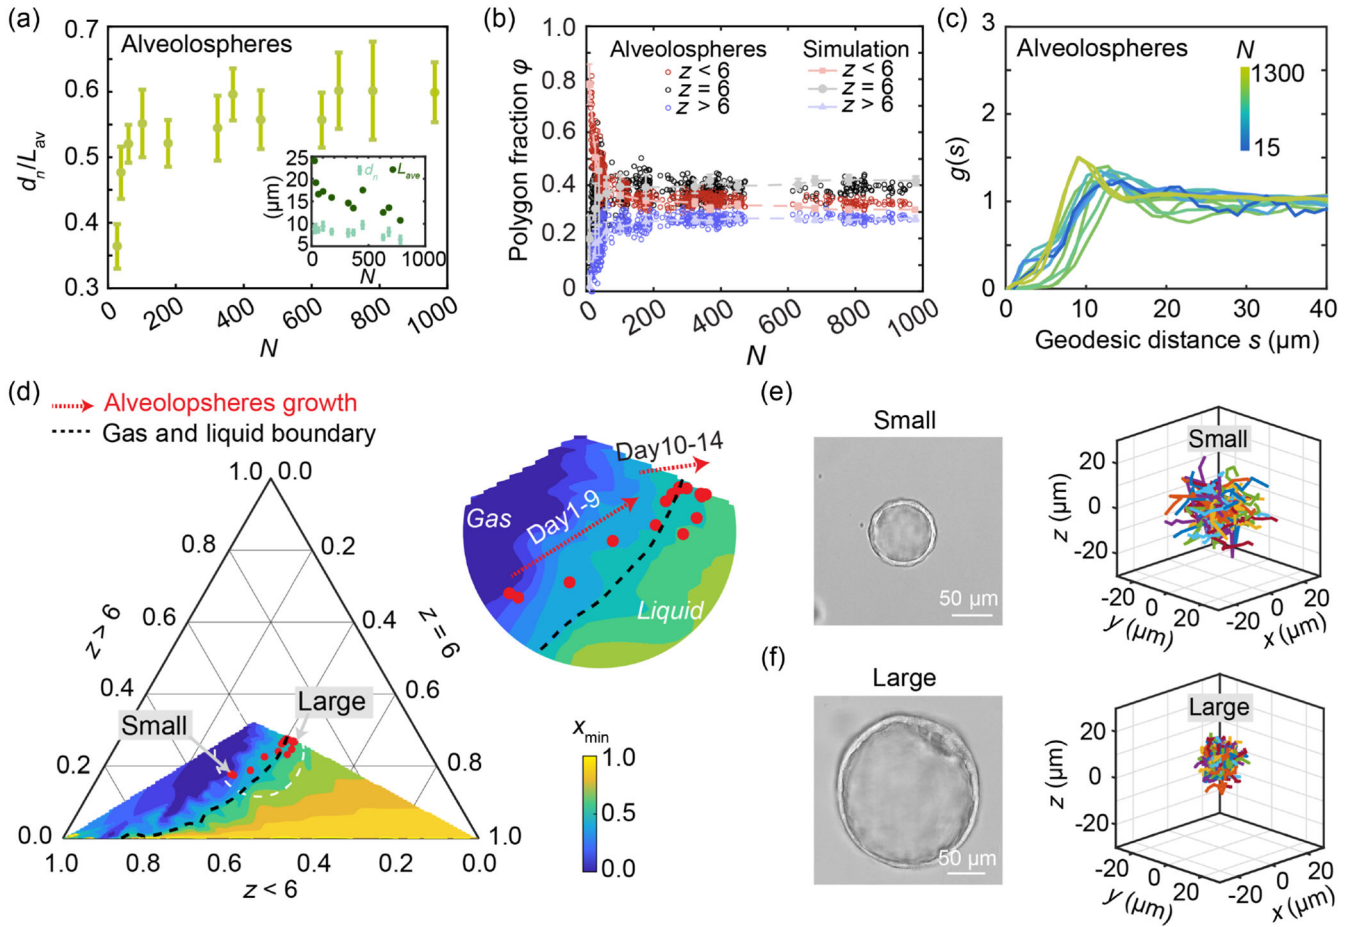 (a)
0.7
0.6
0.5
0.4
0.3
dn/Lav
Alveolospheres
25
20
15
10
5
(μm)
dn
Lave
0
500
1000
N
0
200
400
600
800
1000
N
(b)
1.0
0.8
0.6
0.4
0.2
0
Polygon fraction φ
Alveolospheres
z < 6
z = 6
z > 6
Simulation
z < 6
z = 6
z > 6
0
200
400
600
800
1000
N
(c)
3
2
1
0
g(s)
Alveolospheres
N
1300
15
0
10
20
30
40
Geodesic distance s (μm)
(d)
Alveolopsheres growth
Gas and liquid boundary
1.0 0.0
0.8
0.2
0.6
0.4
0.4
0.6
0.2
0.8
0.0
1.0
z > 6
z = 6
Small
Large
1.0
0.8
0.6
0.4
0.2
0.0
z < 6
Day10-14
Day1-9
Gas
Liquid
xmin
1.0
0.5
0.0
(e)
Small
50 μm
Small
20
0
-20
z (μm)
-20
0
20
y (μm)
-20
0
20
x (μm)
(f)
Large
50 μm
Large
20
0
-20
z (μm)
-20
0
20
y (μm)
-20
0
20
x (μm)